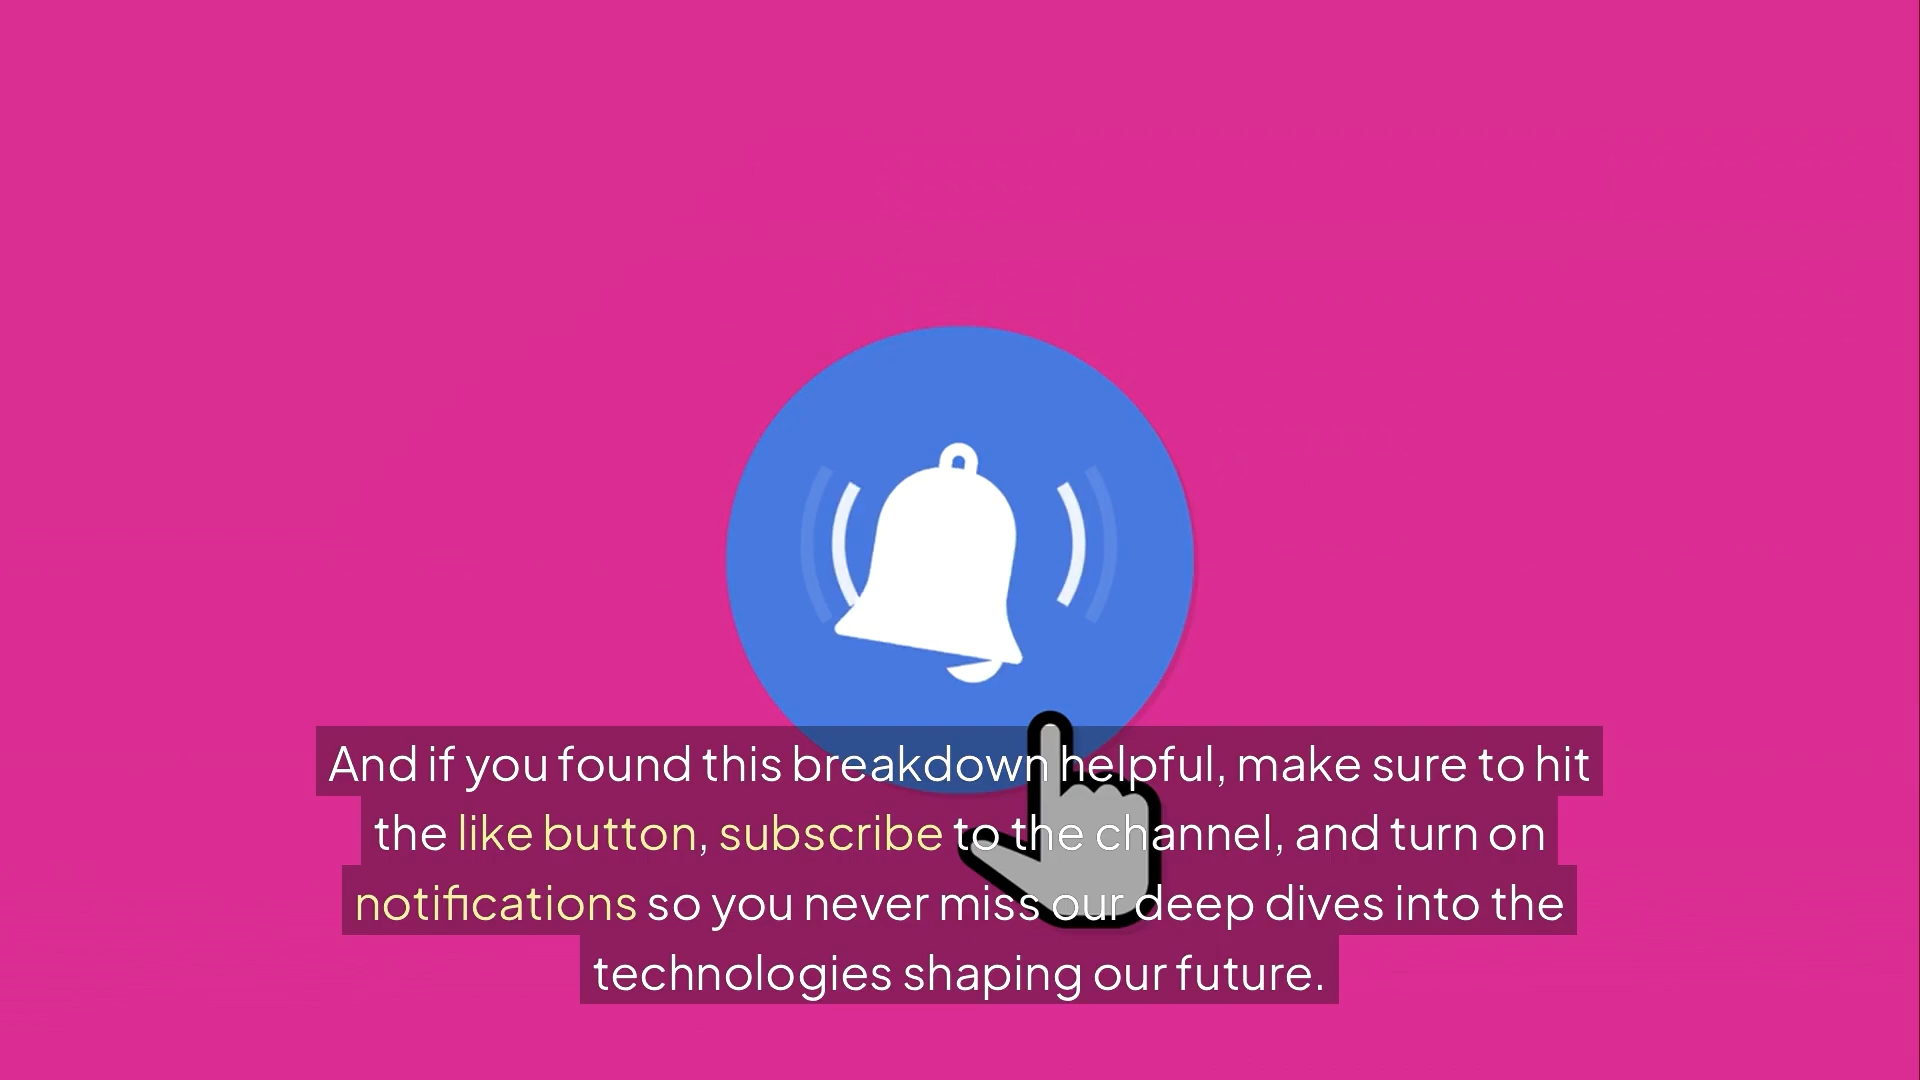 And if you found this breakdown helpful, make sure to hit
the like button, subscribe to the channel, and turn on
notifications so you never miss our deep dives into the
technologies shaping our future.